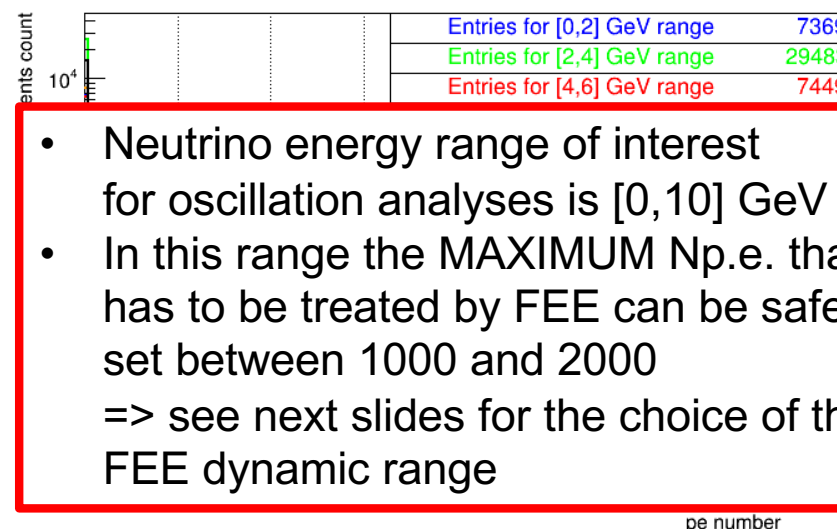 Entries for [0,2] GeV range 7369
Entries for [2,4] GeV range 2948
Entries for [4,6] GeV range 7449
ents count
10⁴
• Neutrino energy range of interest
for oscillation analyses is [0,10] GeV
• In this range the MAXIMUM Np.e. tha
has to be treated by FEE can be safe
set between 1000 and 2000
=> see next slides for the choice of th
FEE dynamic range
pe number